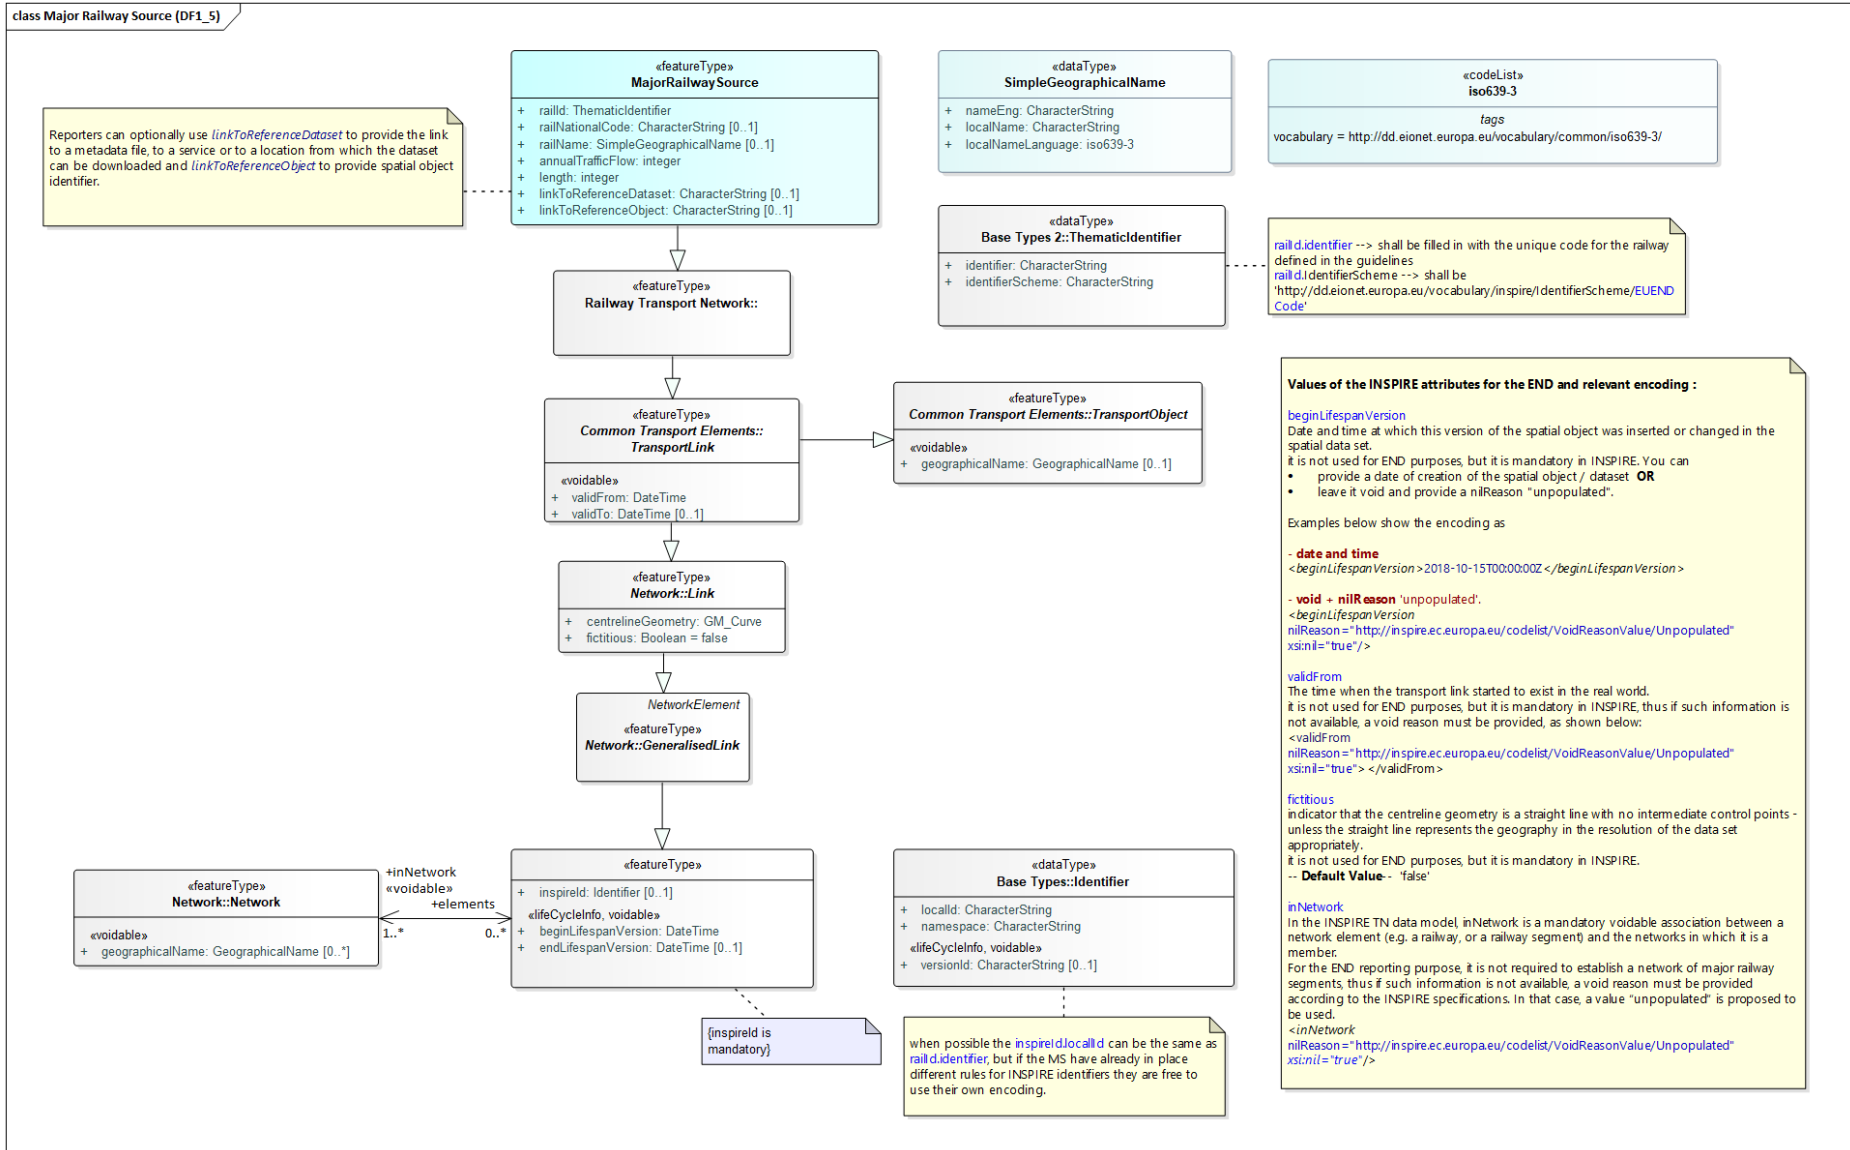 class Major Railway Source (DF1_5)
«featureType»
MajorRailwaySource
+ railId: ThematicIdentifier
+ railNationalCode: CharacterString [0..1]
+ railName: SimpleGeographicalName [0..1]
+ annualTrafficFlow: integer
+ length: integer
+ linkToReferenceDataset: CharacterString [0..1]
+ linkToReferenceObject: CharacterString [0..1]
«dataType»
SimpleGeographicalName
+ nameEng: CharacterString
+ localName: CharacterString
+ localNameLanguage: iso639-3
«codeList»
iso639-3
tags
vocabulary = http://dd.eionet.europa.eu/vocabulary/common/iso639-3/
Reporters can optionally use linkToReferenceDataset to provide the link
to a metadata file, to a service or to a location from which the dataset
can be downloaded and linkToReferenceObject to provide spatial object
identifier.
«dataType»
Base Types 2::ThematicIdentifier
+ identifier: CharacterString
+ identifierScheme: CharacterString
railId.identifier --> shall be filled in with the unique code for the railway
defined in the guidelines
railId.IdentifierScheme --> shall be
'http://dd.eionet.europa.eu/vocabulary/inspire/IdentifierScheme/EUEND
Code'
«featureType»
Railway Transport Network::
«featureType»
Common Transport Elements::
TransportLink
«voidable»
+ validFrom: DateTime
+ validTo: DateTime [0..1]
«featureType»
Common Transport Elements::TransportObject
«voidable»
+ geographicalName: GeographicalName [0..1]
«featureType»
Network::Link
+ centrelineGeometry: GM_Curve
+ fictitious: Boolean = false
NetworkElement
«featureType»
Network::GeneralisedLink
«featureType»
Network::Network
«voidable»
+ geographicalName: GeographicalName [0..*]
+inNetwork
«voidable»
+elements
1..*
0..*
«featureType»
+ inspireId: Identifier [0..1]
«lifeCycleInfo, voidable»
+ beginLifespanVersion: DateTime
+ endLifespanVersion: DateTime [0..1]
{inspireId is
mandatory}
«dataType»
Base Types::Identifier
+ localId: CharacterString
+ namespace: CharacterString
«lifeCycleInfo, voidable»
+ versionId: CharacterString [0..1]
when possible the inspireId.localId can be the same as
railId.identifier, but if the MS have already in place
different rules for INSPIRE identifiers they are free to
use their own encoding.
Values of the INSPIRE attributes for the END and relevant encoding :
beginLifespanVersion
Date and time at which this version of the spatial object was inserted or changed in the
spatial data set.
it is not used for END purposes, but it is mandatory in INSPIRE. You can
• provide a date of creation of the spatial object / dataset OR
• leave it void and provide a nilReason "unpopulated".
Examples below show the encoding as
- date and time
<beginLifespanVersion>2018-10-15T00:00:00Z</beginLifespanVersion>
- void + nilReason 'unpopulated'.
<beginLifespanVersion
nilReason="http://inspire.ec.europa.eu/codelist/VoidReasonValue/Unpopulated"
xsi:nil="true"/>
validFrom
The time when the transport link started to exist in the real world.
it is not used for END purposes, but it is mandatory in INSPIRE, thus if such information is
not available, a void reason must be provided, as shown below:
<validFrom
nilReason="http://inspire.ec.europa.eu/codelist/VoidReasonValue/Unpopulated"
xsi:nil="true"> </validFrom>
fictitious
indicator that the centreline geometry is a straight line with no intermediate control points -
unless the straight line represents the geography in the resolution of the data set
appropriately.
it is not used for END purposes, but it is mandatory in INSPIRE.
-- Default Value-- 'false'
inNetwork
In the INSPIRE TN data model, inNetwork is a mandatory voidable association between a
network element (e.g. a railway, or a railway segment) and the networks in which it is a
member.
For the END reporting purpose, it is not required to establish a network of major railway
segments, thus if such information is not available, a void reason must be provided
according to the INSPIRE specifications. In that case, a value "unpopulated" is proposed to
be used.
<inNetwork
nilReason="http://inspire.ec.europa.eu/codelist/VoidReasonValue/Unpopulated"
xsi:nil="true"/>